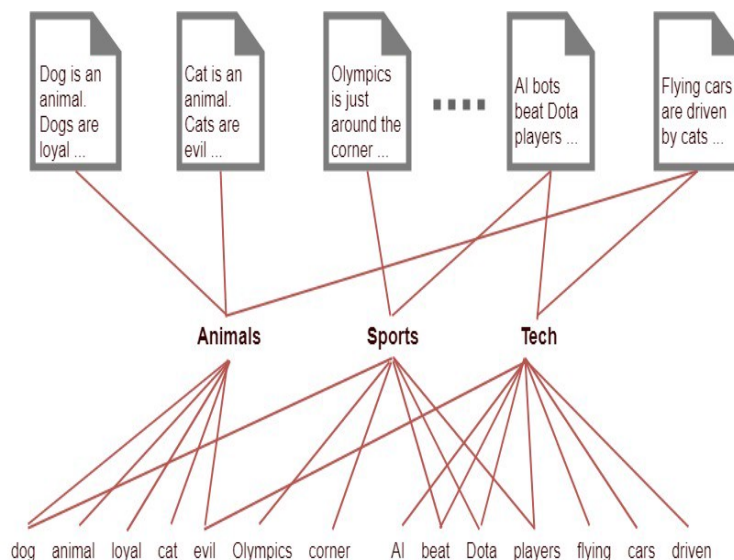 Dog is an
animal.
Dogs are
loyal ...
Cat is an
animal.
Cats are
evil ...
Olympics
is just
around the
corner ...
AI bots
beat Dota
players ...
Flying cars
are driven
by cats ...
Animals Sports Tech
dog animal loyal cat evil Olympics corner AI beat Dota players flying cars driven